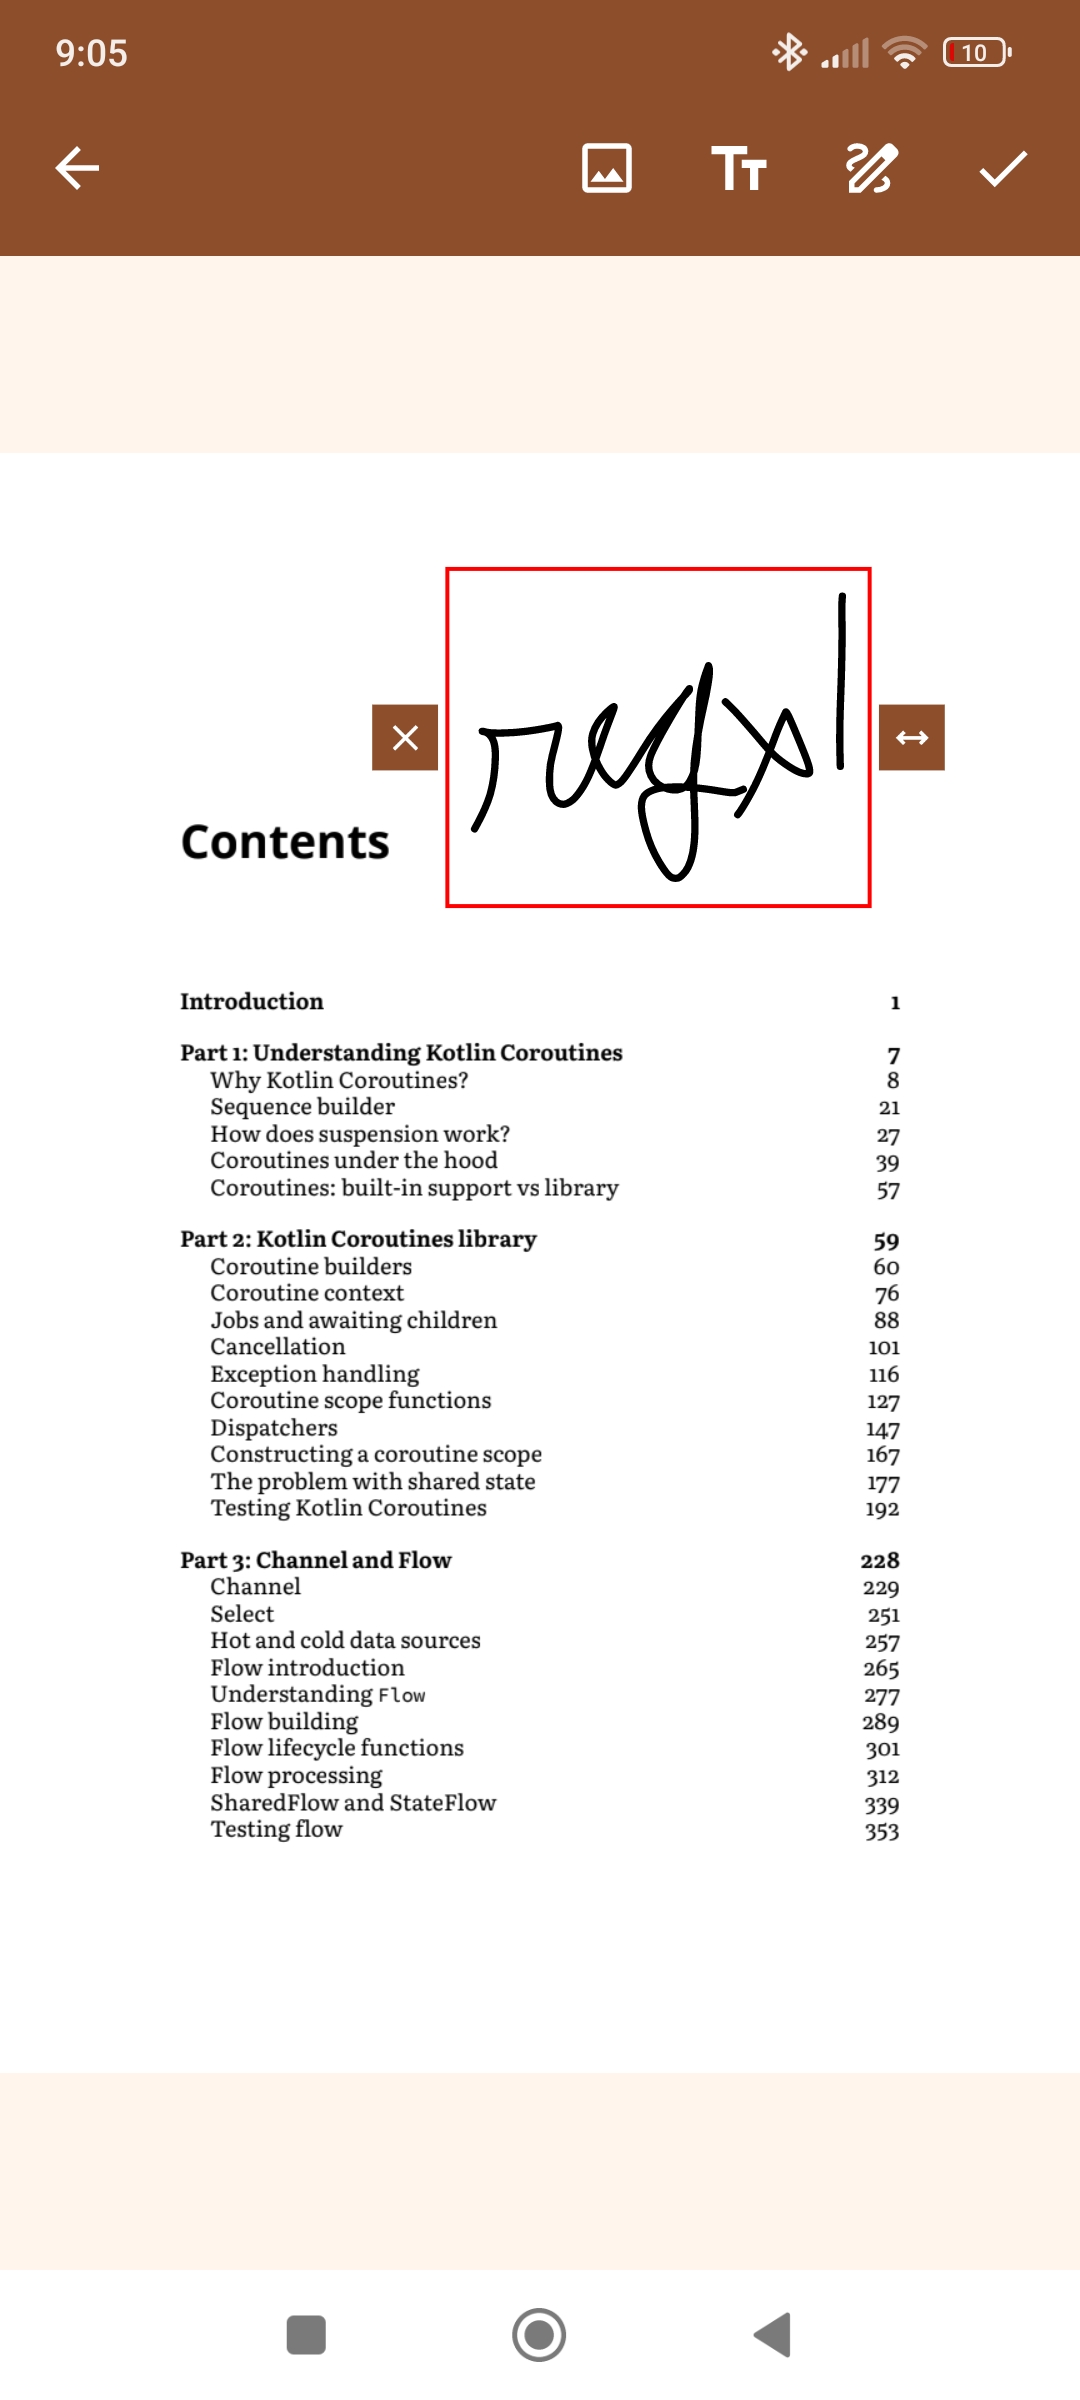 9:05
10
Contents
Introduction 1
Part 1: Understanding Kotlin Coroutines 7
Why Kotlin Coroutines? 8
Sequence builder 21
How does suspension work? 27
Coroutines under the hood 39
Coroutines: built-in support vs library 57
Part 2: Kotlin Coroutines library 59
Coroutine builders 60
Coroutine context 76
Jobs and awaiting children 88
Cancellation 101
Exception handling 116
Coroutine scope functions 127
Dispatchers 147
Constructing a coroutine scope 167
The problem with shared state 177
Testing Kotlin Coroutines 192
Part 3: Channel and Flow 228
Channel 229
Select 251
Hot and cold data sources 257
Flow introduction 265
Understanding Flow 277
Flow building 289
Flow lifecycle functions 301
Flow processing 312
SharedFlow and StateFlow 339
Testing flow 353